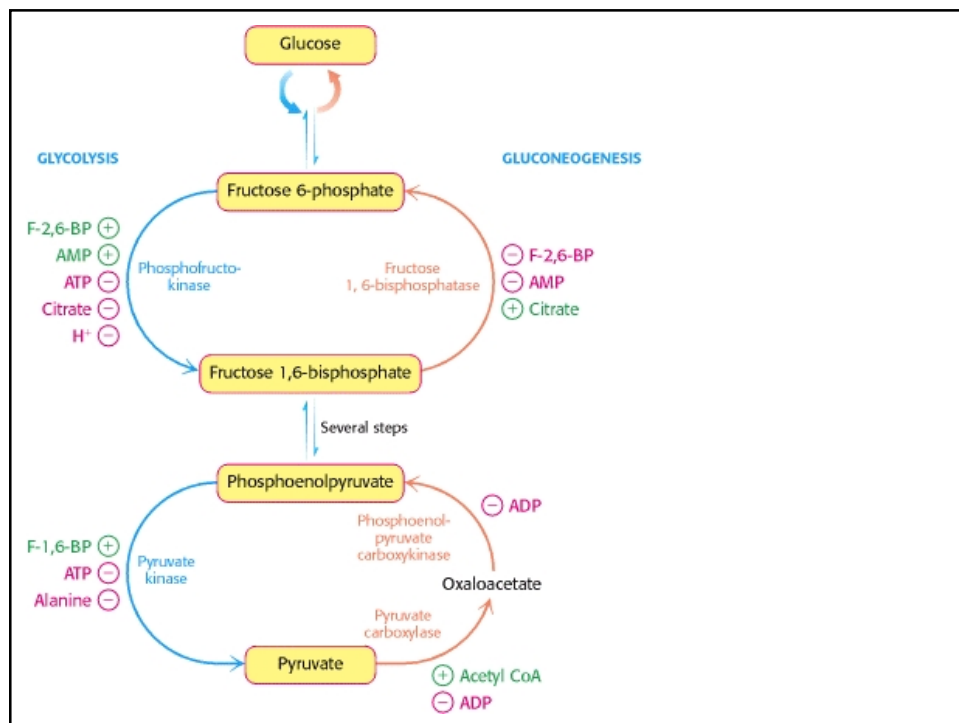 Glucose
GLYCOLYSIS
GLUCONEOGENESIS
Fructose 6-phosphate
F-2,6-BP +
AMP +
ATP −
Citrate −
H⁺ −
Phosphofructo-
kinase
Fructose
1, 6-bisphosphatase
− F-2,6-BP
− AMP
+ Citrate
Fructose 1,6-bisphosphate
Several steps
Phosphoenolpyruvate
F-1,6-BP +
ATP −
Alanine −
Pyruvate
kinase
Phosphoenol-
pyruvate
carboxykinase
− ADP
Oxaloacetate
Pyruvate
carboxylase
Pyruvate
+ Acetyl CoA
− ADP